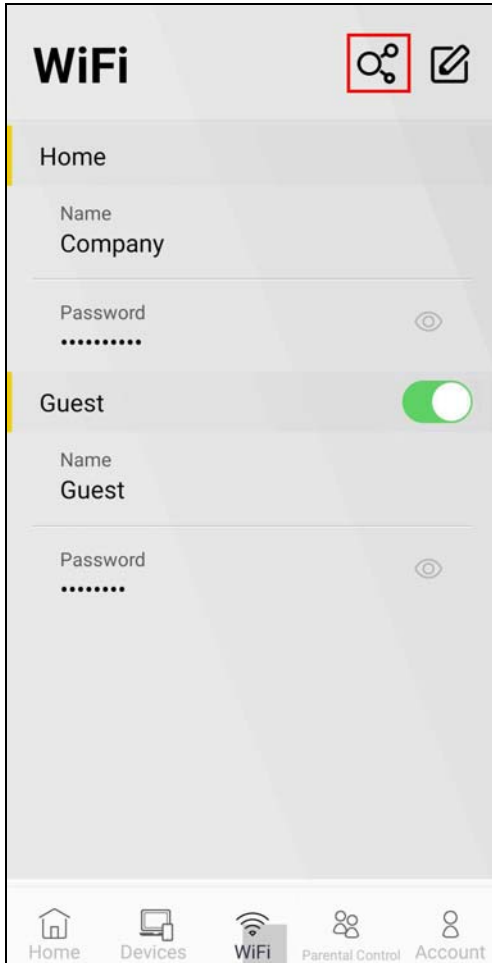 WiFi
Home
Name
Company
Password
••••••••••
Guest
Name
Guest
Password
••••••••
Home Devices WiFi Parental Control Account